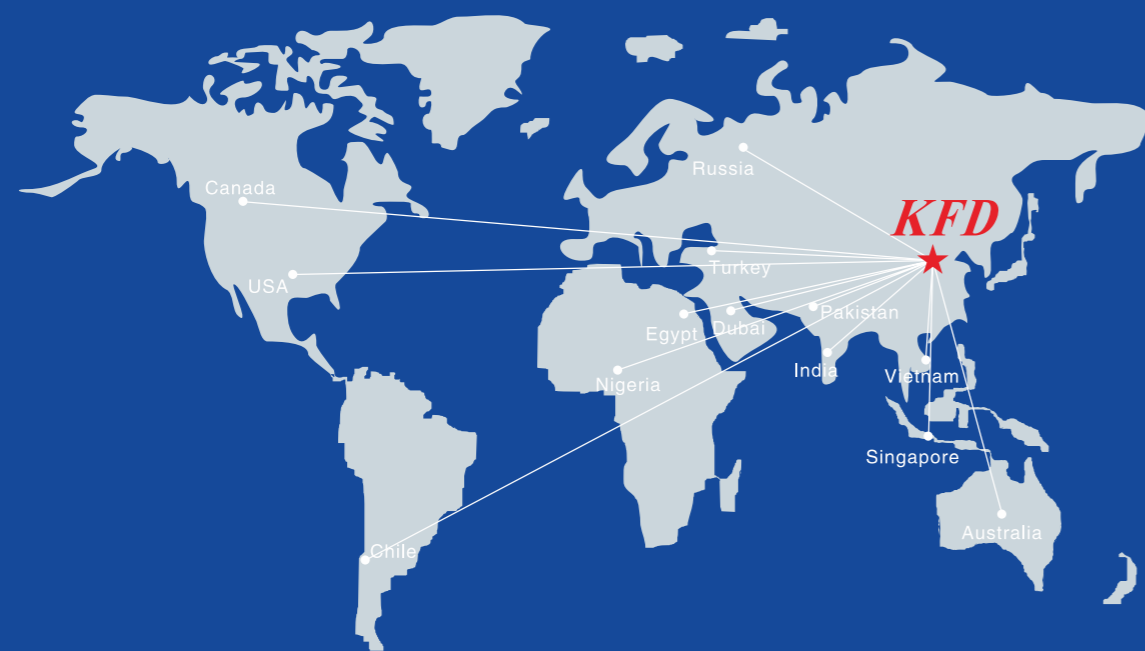 Russia
Canada
KFD
Turkey
USA
Pakistan
Egypt
Dubai
India
Vietnam
Nigeria
Singapore
Australia
Chile